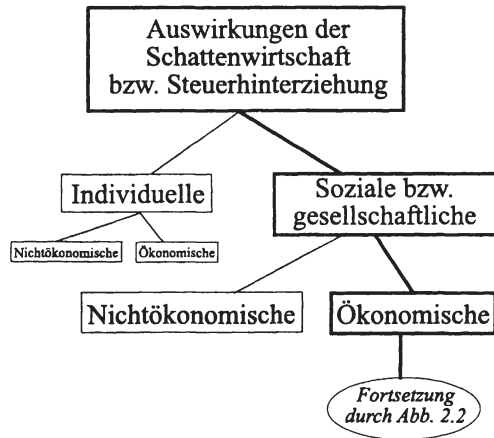 Auswirkungen der
Schattenwirtschaft
bzw. Steuerhinterziehung
Individuelle
Soziale bzw.
gesellschaftliche
Nichtökonomische
Ökonomische
Nichtökonomische
Ökonomische
Fortsetzung
durch Abb. 2.2